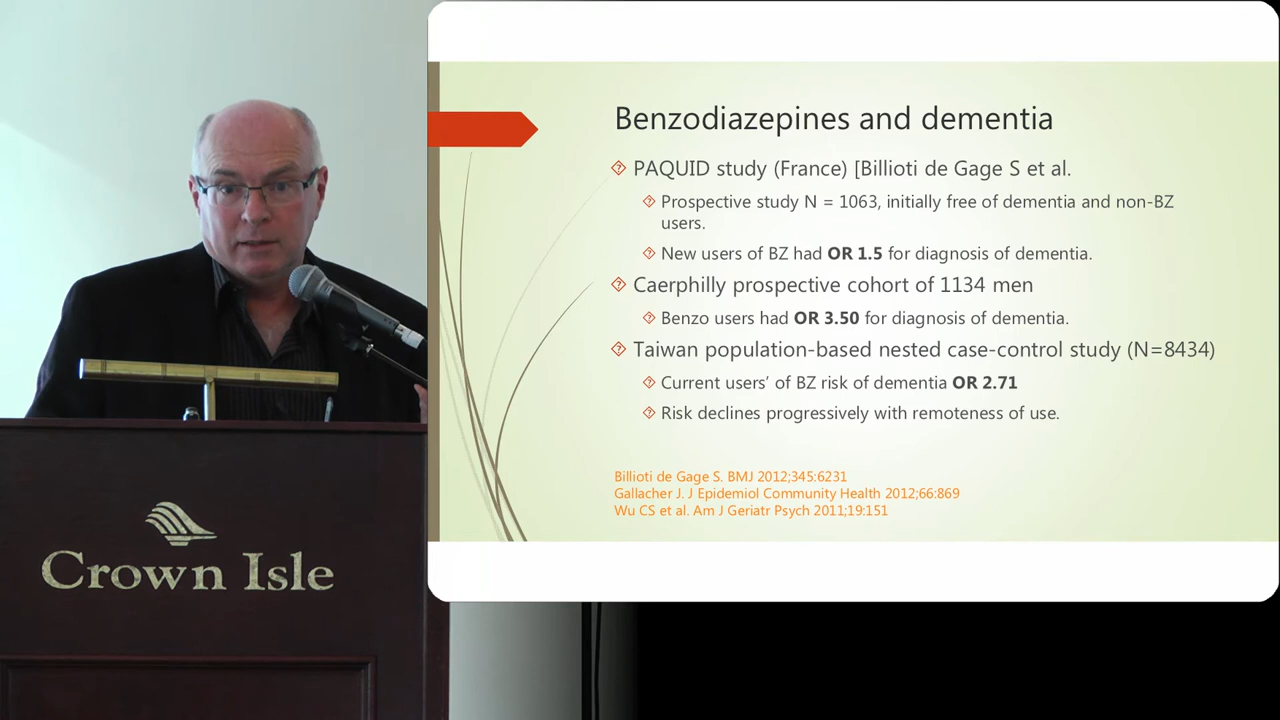 Benzodiazepines and dementia
PAQUID study (France) [Billioti de Gage S et al.
Prospective study N = 1063, initially free of dementia and non-BZ
users.
New users of BZ had OR 1.5 for diagnosis of dementia.
Caerphilly prospective cohort of 1134 men
Benzo users had OR 3.50 for diagnosis of dementia.
Taiwan population-based nested case-control study (N=8434)
Current users’ of BZ risk of dementia OR 2.71
Risk declines progressively with remoteness of use.
Billioti de Gage S. BMJ 2012;345:6231
Gallacher J. J Epidemiol Community Health 2012;66:869
Wu CS et al. Am J Geriatr Psych 2011;19:151
Crown Isle